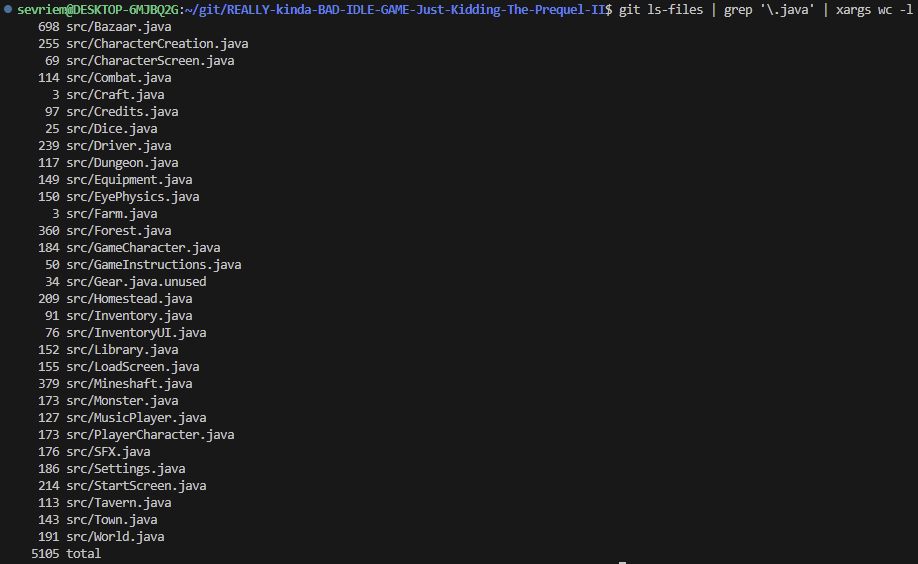 sevriem@DESKTOP-6MJBQ2G:~/git/REALLY-kinda-BAD-IDLE-GAME-Just-Kidding-The-Prequel-II$ git ls-files | grep '\.java' | xargs wc -l
698 src/Bazaar.java
255 src/CharacterCreation.java
69 src/CharacterScreen.java
114 src/Combat.java
3 src/Craft.java
97 src/Credits.java
25 src/Dice.java
239 src/Driver.java
117 src/Dungeon.java
149 src/Equipment.java
150 src/EyePhysics.java
3 src/Farm.java
360 src/Forest.java
184 src/GameCharacter.java
50 src/GameInstructions.java
34 src/Gear.java.unused
209 src/Homestead.java
91 src/Inventory.java
76 src/InventoryUI.java
152 src/Library.java
155 src/LoadScreen.java
379 src/Mineshaft.java
173 src/Monster.java
127 src/MusicPlayer.java
173 src/PlayerCharacter.java
176 src/SFX.java
186 src/Settings.java
214 src/StartScreen.java
113 src/Tavern.java
143 src/Town.java
191 src/World.java
5105 total